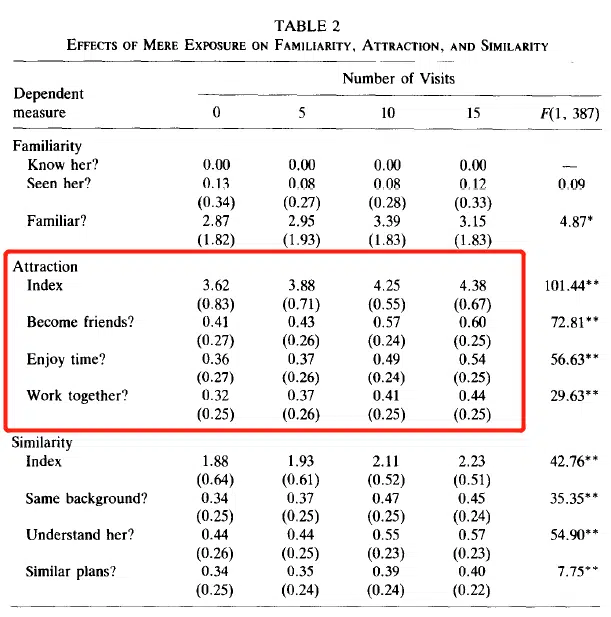 TABLE 2
EFFECTS OF MERE EXPOSURE ON FAMILIARITY, ATTRACTION, AND SIMILARITY
Number of Visits
Dependent
measure 0 5 10 15 F(1, 387)
Familiarity
Know her? 0.00 0.00 0.00 0.00 —
Seen her? 0.13 0.08 0.08 0.12 0.09
(0.34) (0.27) (0.28) (0.33)
Familiar? 2.87 2.95 3.39 3.15 4.87*
(1.82) (1.93) (1.83) (1.83)
Attraction
Index 3.62 3.88 4.25 4.38 101.44**
(0.83) (0.71) (0.55) (0.67)
Become friends? 0.41 0.43 0.57 0.60 72.81**
(0.27) (0.26) (0.24) (0.25)
Enjoy time? 0.36 0.37 0.49 0.54 56.63**
(0.27) (0.26) (0.24) (0.25)
Work together? 0.32 0.37 0.41 0.44 29.63**
(0.25) (0.26) (0.25) (0.25)
Similarity
Index 1.88 1.93 2.11 2.23 42.76**
(0.64) (0.61) (0.52) (0.51)
Same background? 0.34 0.37 0.47 0.45 35.35**
(0.25) (0.25) (0.25) (0.24)
Understand her? 0.44 0.44 0.55 0.57 54.90**
(0.26) (0.25) (0.23) (0.23)
Similar plans? 0.34 0.35 0.39 0.40 7.75**
(0.25) (0.24) (0.24) (0.22)